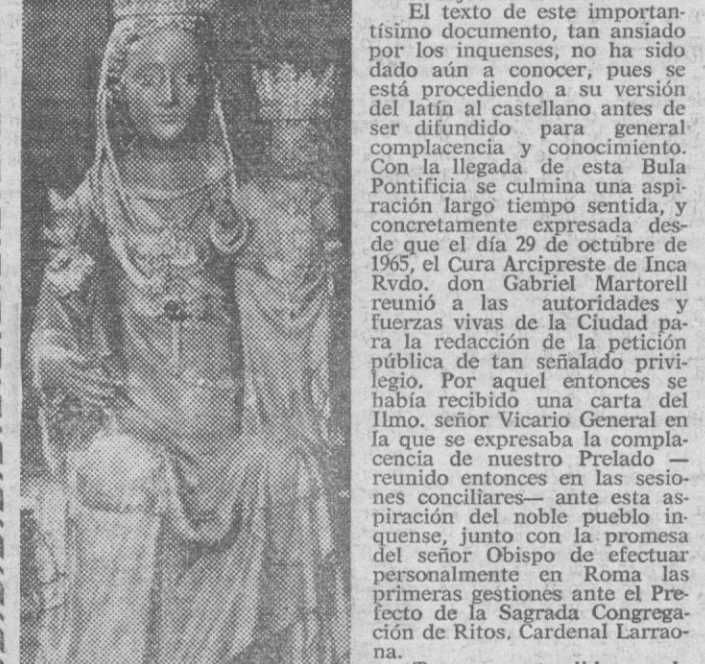 El texto de este importan-
tísimo documento, tan ansiado
por los inquenses, no ha sido
dado aún a conocer, pues se
está procediendo a su versión
del latín al castellano antes de
ser difundido para general
complacencia y conocimiento.
Con la llegada de esta Bula
Pontificia se culmina una aspi-
ración largo tiempo sentida, y
concretamente expresada des-
de que el día 29 de octubre de
1965, el Cura Arcipreste de Inca
Rvdo. don Gabriel Martorell
reunió a las autoridades y
fuerzas vivas de la Ciudad pa-
ra la redacción de la petición
pública de tan señalado privi-
legio. Por aquel entonces se
había recibido una carta del
Ilmo. señor Vicario General en
la que se expresaba la compla-
cencia de nuestro Prelado —
reunido entonces en las sesio-
nes conciliares— ante esta as-
piración del noble pueblo in-
quense, junto con la promesa
del señor Obispo de efectuar
personalmente en Roma las
primeras gestiones ante el Pre-
fecto de la Sagrada Congrega-
ción de Ritos, Cardenal Larrao-
na.